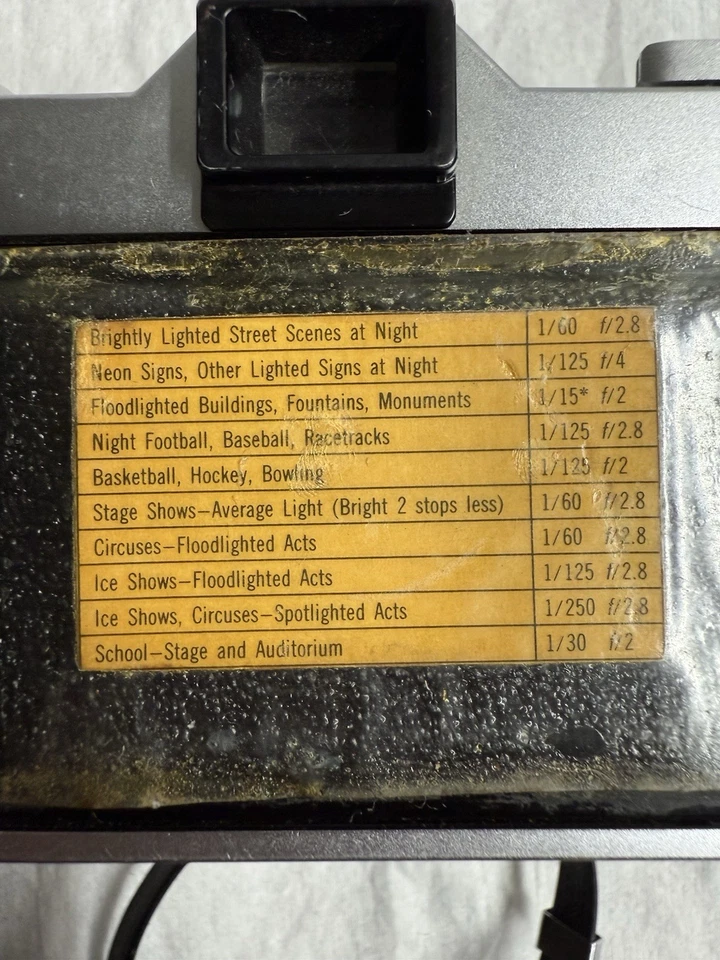 Brightly Lighted Street Scenes at Night 1/60 f/2.8
Neon Signs, Other Lighted Signs at Night 1/125 f/4
Floodlighted Buildings, Fountains, Monuments 1/15* f/2
Night Football, Baseball, Racetracks 1/125 f/2.8
Basketball, Hockey, Bowling 1/125 f/2
Stage Shows—Average Light (Bright 2 stops less) 1/60 f/2.8
Circuses—Floodlighted Acts 1/60 f/2.8
Ice Shows—Floodlighted Acts 1/125 f/2.8
Ice Shows, Circuses—Spotlighted Acts 1/250 f/2.8
School—Stage and Auditorium 1/30 f/2